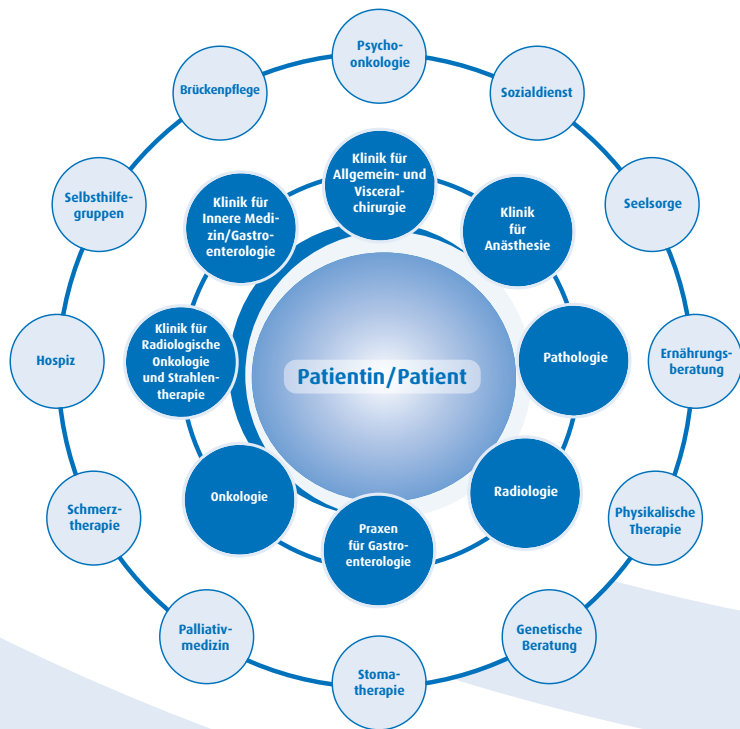 Psycho-
onkologie
Sozialdienst
Seelsorge
Ernährungs-
beratung
Physikalische
Therapie
Genetische
Beratung
Stoma-
therapie
Palliativ-
medizin
Schmerz-
therapie
Hospiz
Selbsthilfe-
gruppen
Brückenpflege
Klinik für
Allgemein- und
Visceral-
chirurgie
Klinik
für
Anästhesie
Pathologie
Radiologie
Praxen
für Gastro-
enterologie
Onkologie
Klinik für
Radiologische
Onkologie
und Strahlen-
therapie
Klinik für
Innere Medi-
zin/Gastro-
enterologie
Patientin/Patient